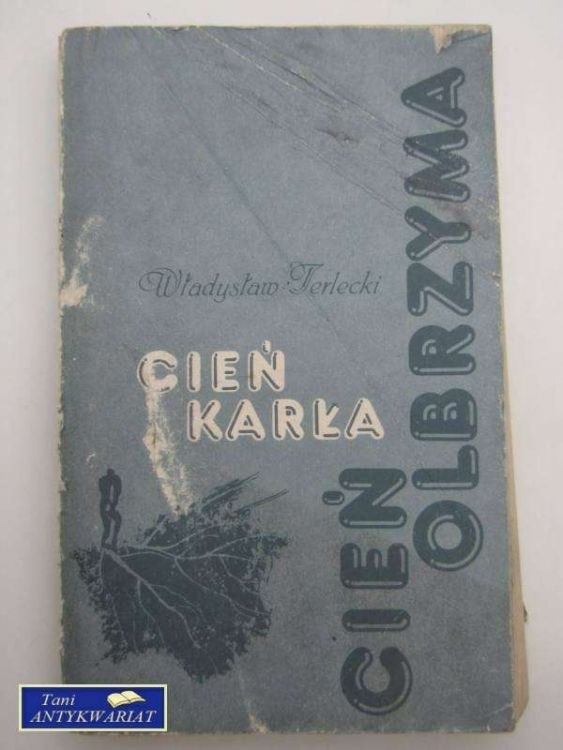 Władysław Terlecki
CIEŃ
KARŁA
CIEŃ
OLBRZYMA
Tani
ANTYKWARIAT